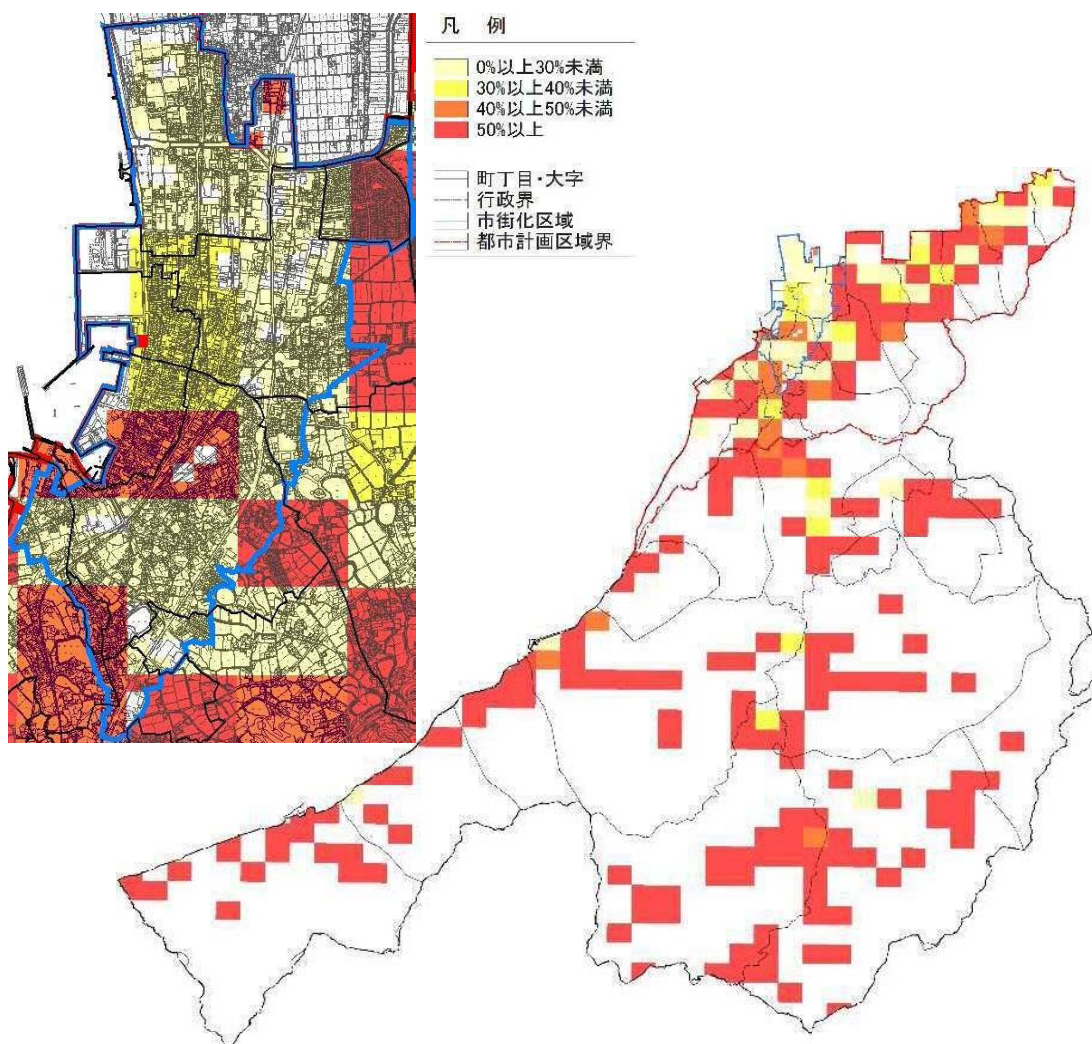 凡 例
0%以上30%未満
30%以上40%未満
40%以上50%未満
50%以上
町丁目・大字
行政界
市街化区域
都市計画区域界